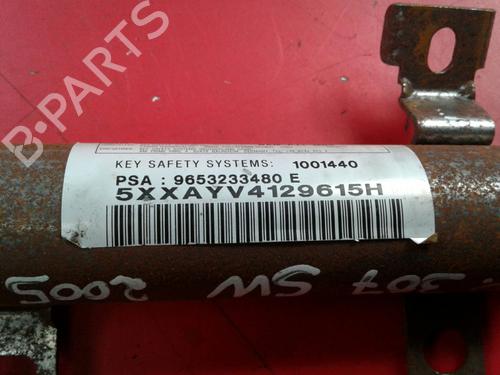 KEY SAFETY SYSTEMS: 1001440
PSA : 9653233480 E
5XXAYV4129615H
307 SW 2005
B-PARTS